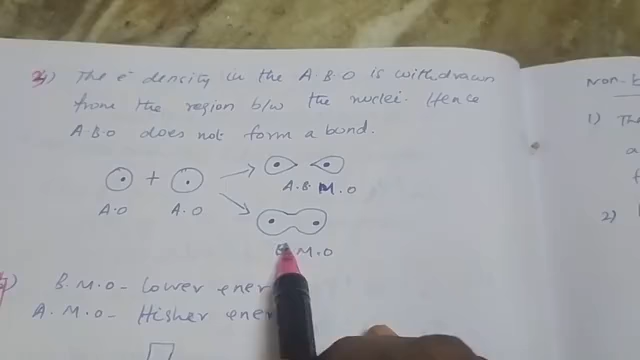 3) The e⁻ density in the A.B.O is withdrawn
from the region b/w the nuclei. Hence
A.B.O does not form a bond.
+
A.B.M.O
A.O A.O
B.M.O
B.M.O - Lower ener
A.M.O - Higher ener
Non-
1) The
a
2)